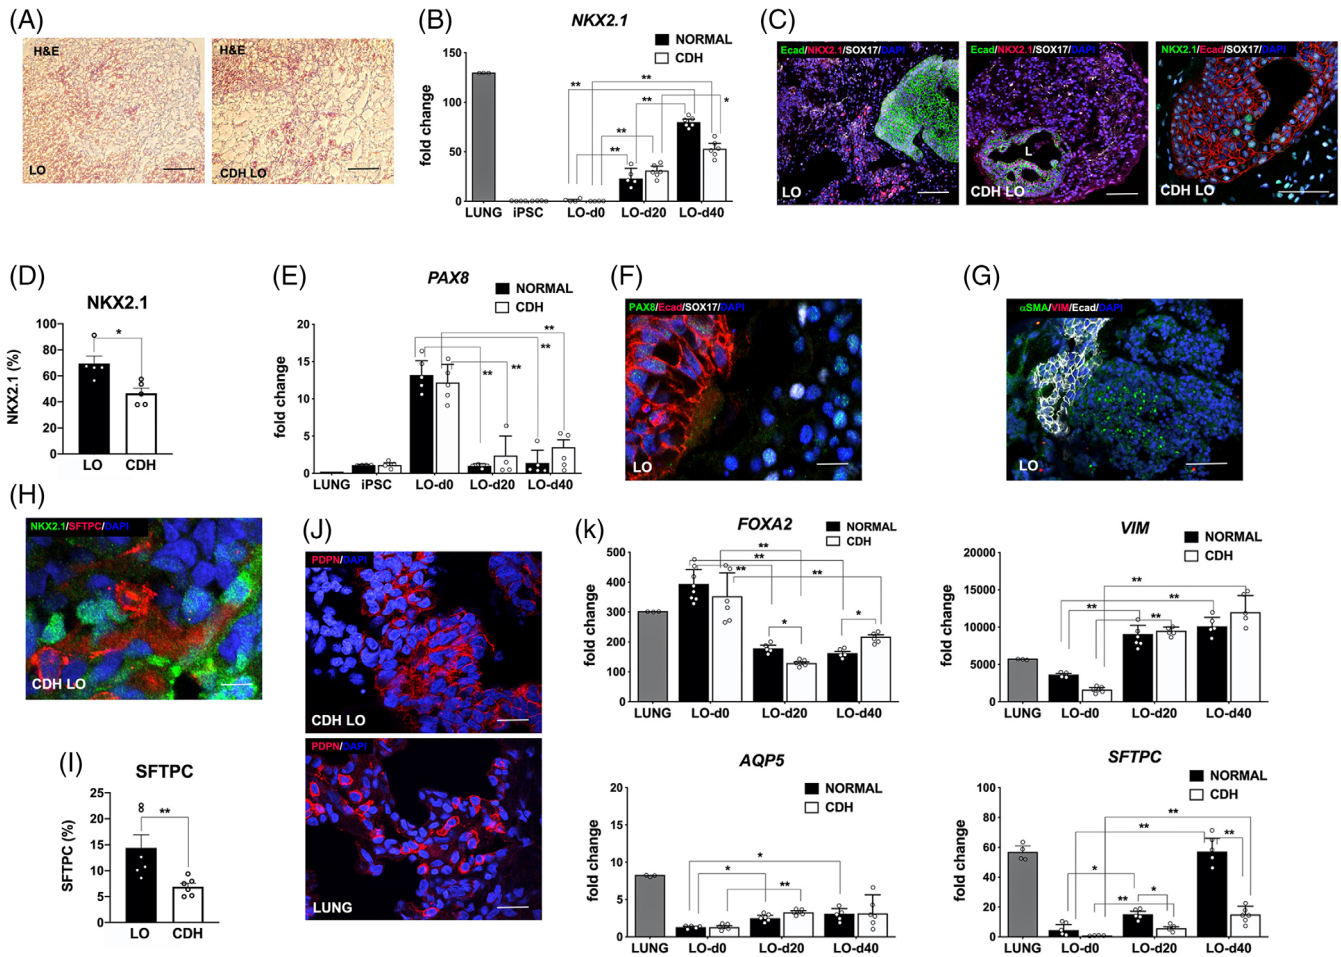 (A)
H&E
LO
H&E
CDH LO
(B)
NKX2.1
NORMAL
CDH
fold change
150
100
50
0
** ** * ** **
LUNG iPSC LO-d0 LO-d20 LO-d40
(C)
Ecad/NKX2.1/SOX17/DAPI
LO
Ecad/NKX2.1/SOX17/DAPI
L
CDH LO
NKX2.1/Ecad/SOX17/DAPI
CDH LO
(D)
NKX2.1
NKX2.1 (%)
100
80
60
40
20
0
*
LO CDH
(E)
PAX8
NORMAL
CDH
fold change
20
15
10
5
0
** ** ** **
LUNG iPSC LO-d0 LO-d20 LO-d40
(F)
PAX8/Ecad/SOX17/DAPI
LO
(G)
αSMA/VIM/Ecad/DAPI
LO
(H)
NKX2.1/SFTPC/DAPI
CDH LO
(I)
SFTPC
SFTPC (%)
25
20
15
10
5
0
**
LO CDH
(J)
PDPN/DAPI
CDH LO
PDPN/DAPI
LUNG
(k)
FOXA2
NORMAL
CDH
fold change
500
400
300
200
100
0
** ** ** ** * *
LUNG LO-d0 LO-d20 LO-d40
VIM
NORMAL
CDH
fold change
20000
15000
10000
5000
0
** ** ** **
LUNG LO-d0 LO-d20 LO-d40
AQP5
NORMAL
CDH
fold change
20
15
10
5
0
* * **
LUNG LO-d0 LO-d20 LO-d40
SFTPC
NORMAL
CDH
fold change
100
80
60
40
20
0
** ** ** * * **
LUNG LO-d0 LO-d20 LO-d40